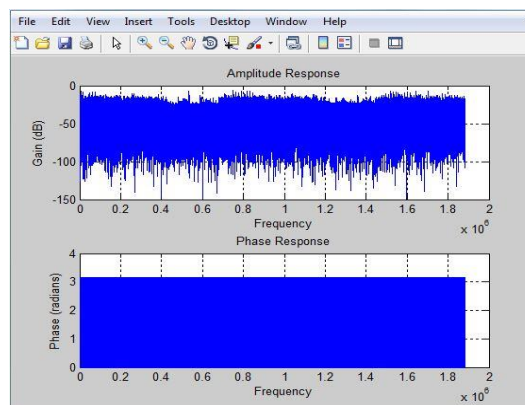 File Edit View Insert Tools Desktop Window Help
Amplitude Response
Gain (dB)
0
-50
-100
-150
0 0.2 0.4 0.6 0.8 1 1.2 1.4 1.6 1.8 2
Frequency
x 10^6
Phase Response
Phase (radians)
4
3
2
1
0
0 0.2 0.4 0.6 0.8 1 1.2 1.4 1.6 1.8 2
Frequency
x 10^6